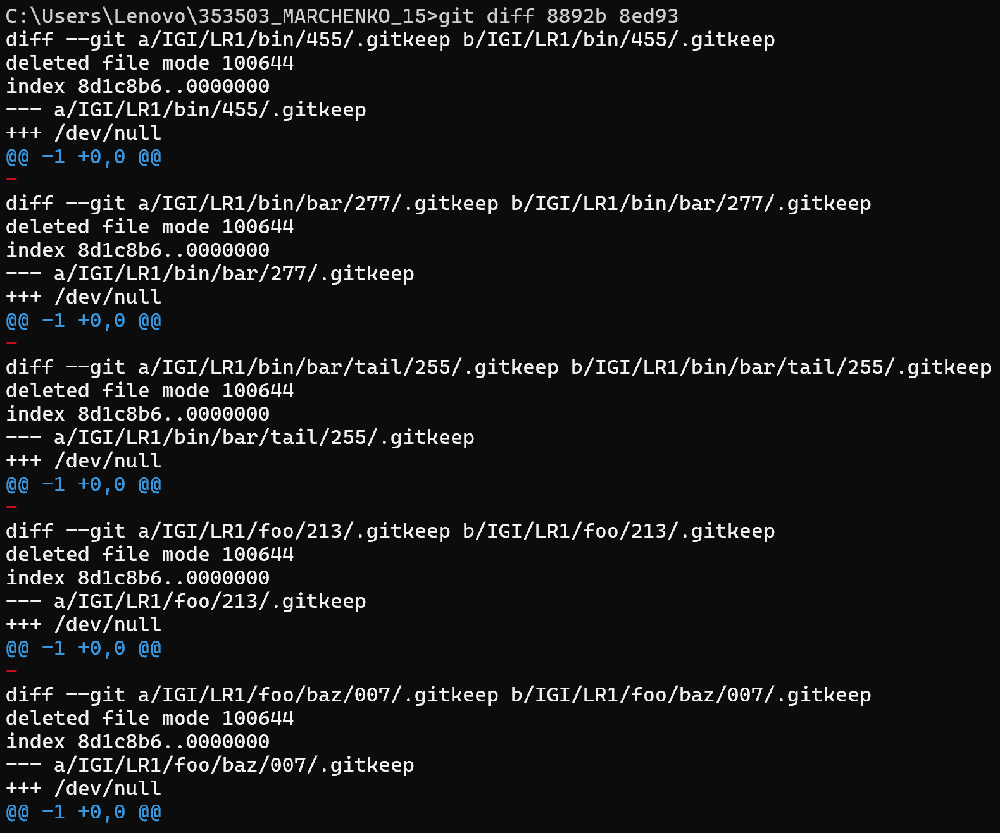 C:\Users\Lenovo\353503_MARCHENKO_15>git diff 8892b 8ed93
diff --git a/IGI/LR1/bin/455/.gitkeep b/IGI/LR1/bin/455/.gitkeep
deleted file mode 100644
index 8d1c8b6..0000000
--- a/IGI/LR1/bin/455/.gitkeep
+++ /dev/null
@@ -1 +0,0 @@
-
diff --git a/IGI/LR1/bin/bar/277/.gitkeep b/IGI/LR1/bin/bar/277/.gitkeep
deleted file mode 100644
index 8d1c8b6..0000000
--- a/IGI/LR1/bin/bar/277/.gitkeep
+++ /dev/null
@@ -1 +0,0 @@
-
diff --git a/IGI/LR1/bin/bar/tail/255/.gitkeep b/IGI/LR1/bin/bar/tail/255/.gitkeep
deleted file mode 100644
index 8d1c8b6..0000000
--- a/IGI/LR1/bin/bar/tail/255/.gitkeep
+++ /dev/null
@@ -1 +0,0 @@
-
diff --git a/IGI/LR1/foo/213/.gitkeep b/IGI/LR1/foo/213/.gitkeep
deleted file mode 100644
index 8d1c8b6..0000000
--- a/IGI/LR1/foo/213/.gitkeep
+++ /dev/null
@@ -1 +0,0 @@
-
diff --git a/IGI/LR1/foo/baz/007/.gitkeep b/IGI/LR1/foo/baz/007/.gitkeep
deleted file mode 100644
index 8d1c8b6..0000000
--- a/IGI/LR1/foo/baz/007/.gitkeep
+++ /dev/null
@@ -1 +0,0 @@